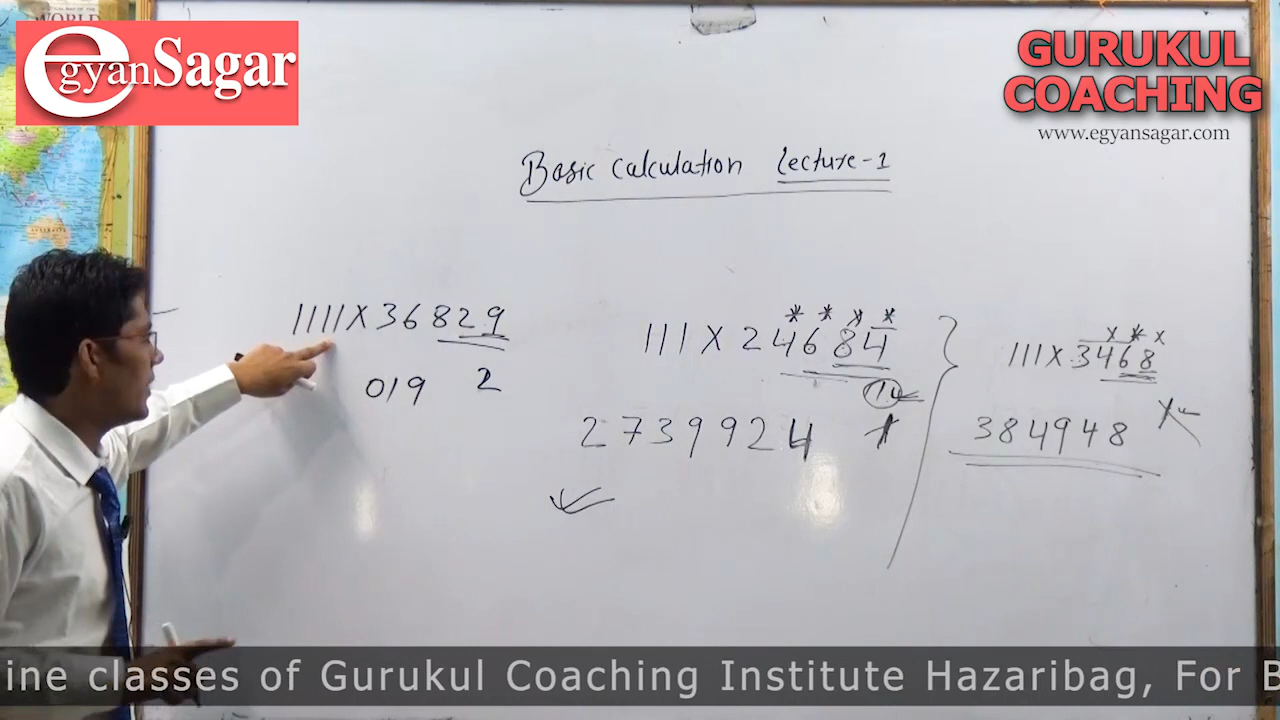 WORLD
egyanSagar
GURUKUL
COACHING
www.egyansagar.com
Basic Calculation Lecture-1
1111 X 36829
019 2
111 X 24684
2739924
111 X 3468
384948
ine classes of Gurukul Coaching Institute Hazaribag, For B